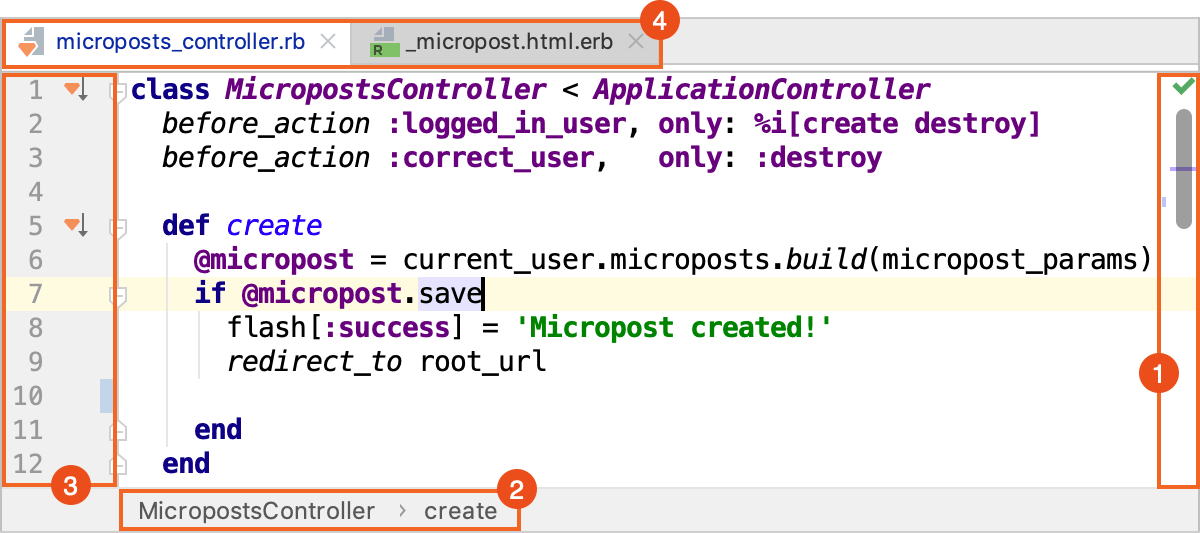 microposts_controller.rb _micropost.html.erb 4
1 class MicropostsController < ApplicationController
2   before_action :logged_in_user, only: %i[create destroy]
3   before_action :correct_user,   only: :destroy
4
5   def create
6     @micropost = current_user.microposts.build(micropost_params)
7     if @micropost.save
8       flash[:success] = 'Micropost created!'
9       redirect_to root_url
10
11     end
12   end
1
3
2
MicropostsController › create